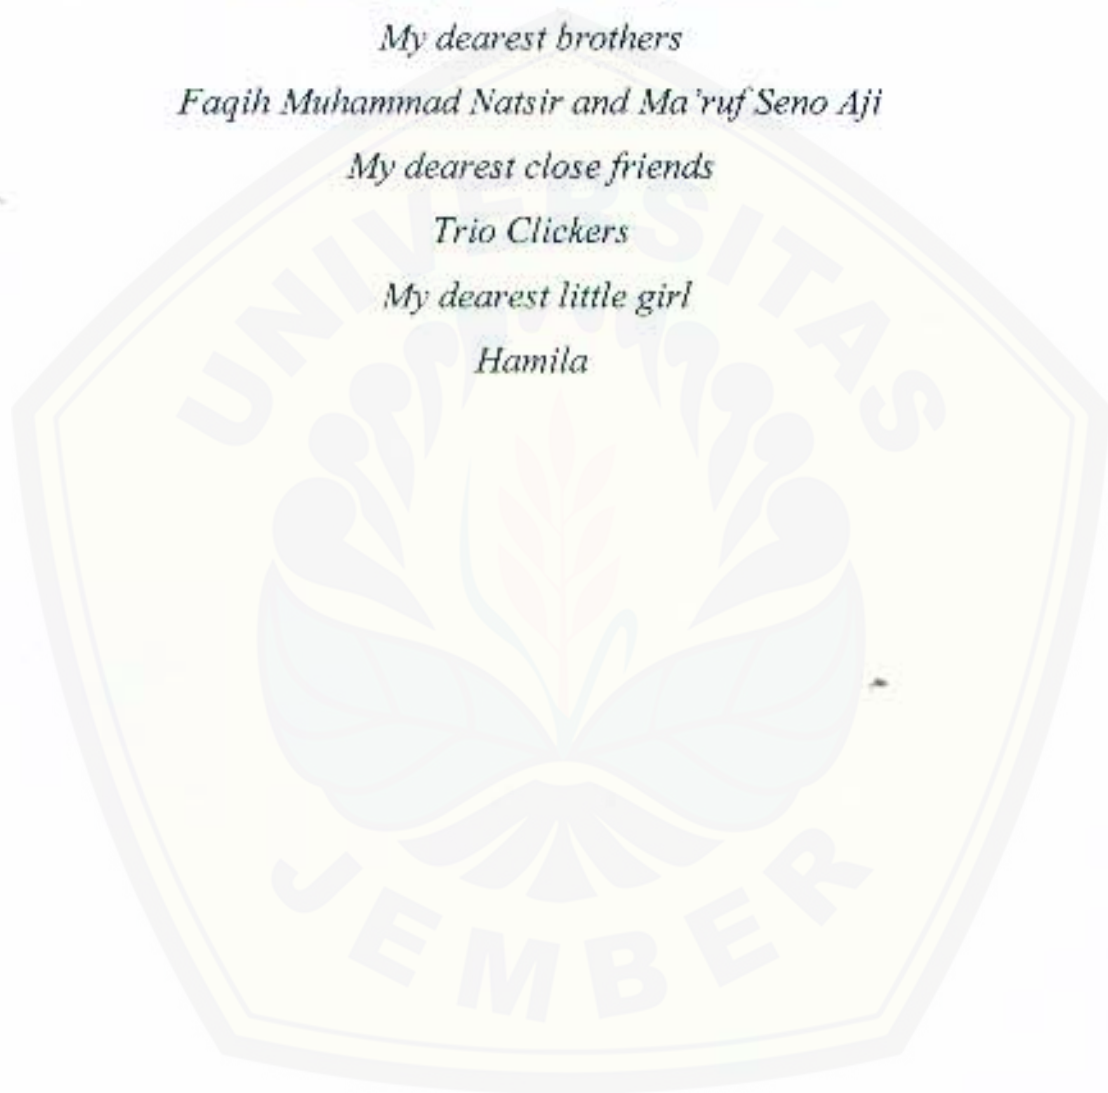 My dearest brothers
Faqih Muhammad Natsir and Ma'ruf Seno Aji
My dearest close friends
Trio Clickers
My dearest little girl
Hamila
UNIVERSITAS
JEMBER